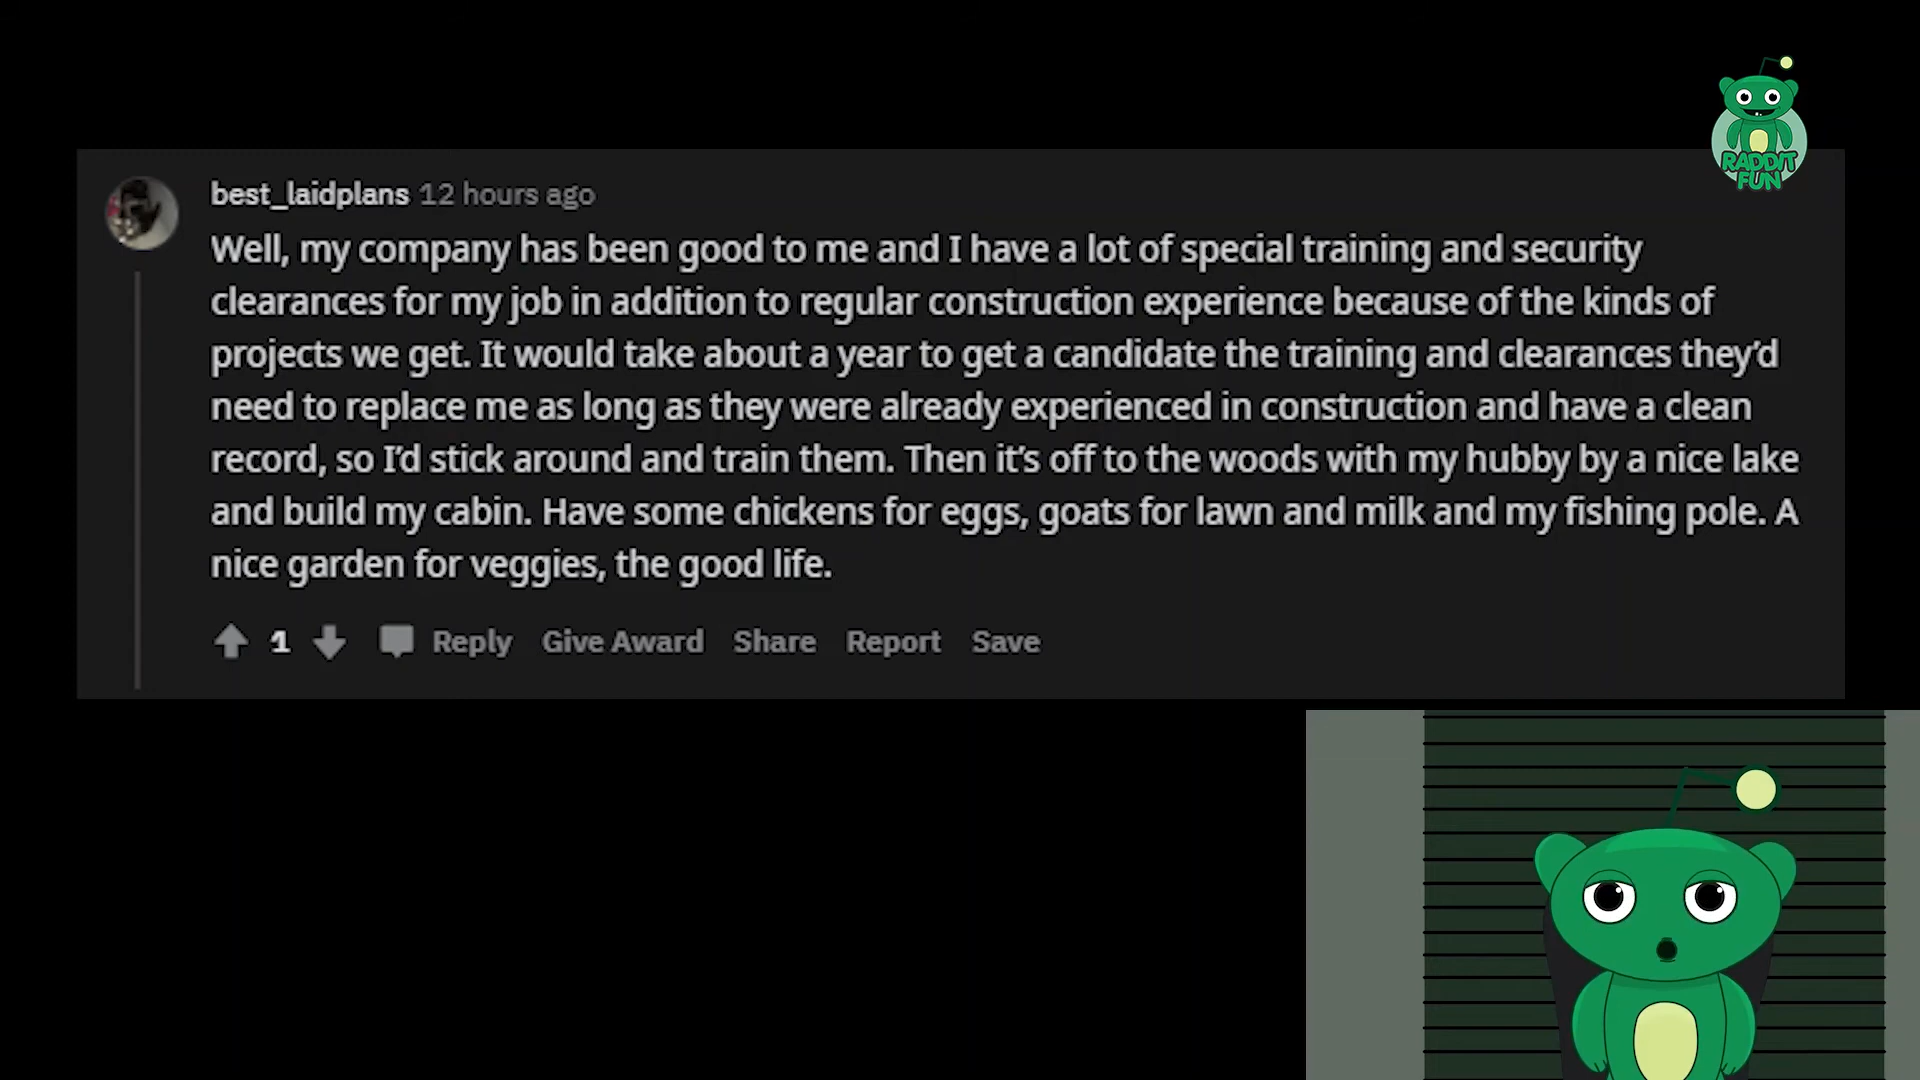 RADDIT
FUN
best_laidplans 12 hours ago
Well, my company has been good to me and I have a lot of special training and security
clearances for my job in addition to regular construction experience because of the kinds of
projects we get. It would take about a year to get a candidate the training and clearances they’d
need to replace me as long as they were already experienced in construction and have a clean
record, so I’d stick around and train them. Then it’s off to the woods with my hubby by a nice lake
and build my cabin. Have some chickens for eggs, goats for lawn and milk and my fishing pole. A
nice garden for veggies, the good life.
1 Reply Give Award Share Report Save